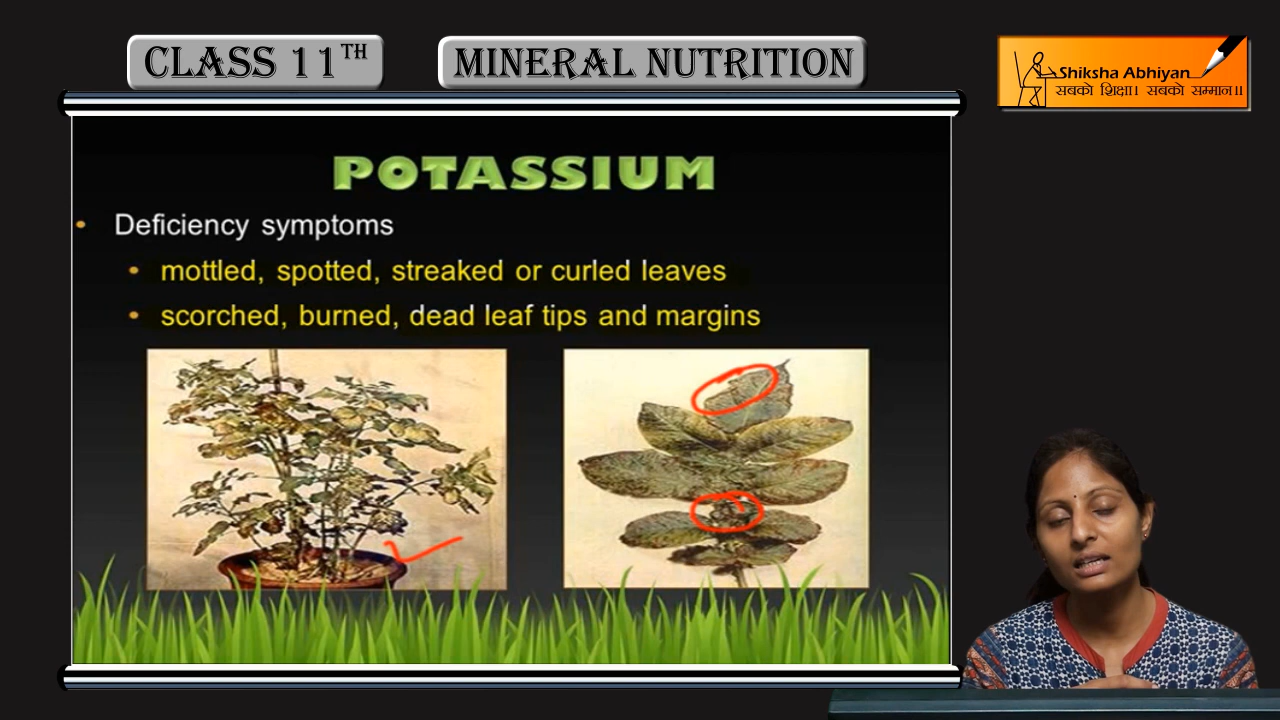 CLASS 11TH
MINERAL NUTRITION
Shiksha Abhiyan
सबको शिक्षा। सबको सम्मान॥
POTASSIUM
• Deficiency symptoms
• mottled, spotted, streaked or curled leaves
• scorched, burned, dead leaf tips and margins